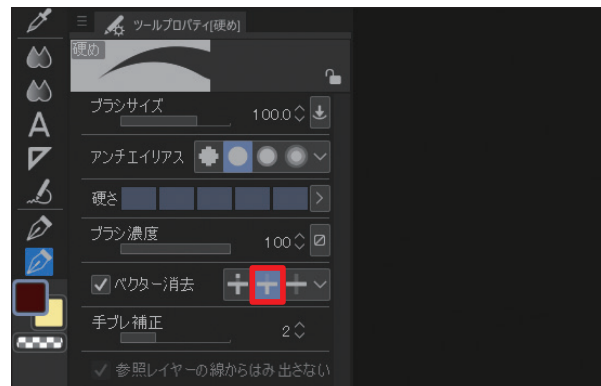 ツールプロパティ[硬め]
硬め
ブラシサイズ 100.0
アンチエイリアス
硬さ
ブラシ濃度 100
ベクター消去
手ブレ補正 2
参照レイヤーの線からはみ出さない